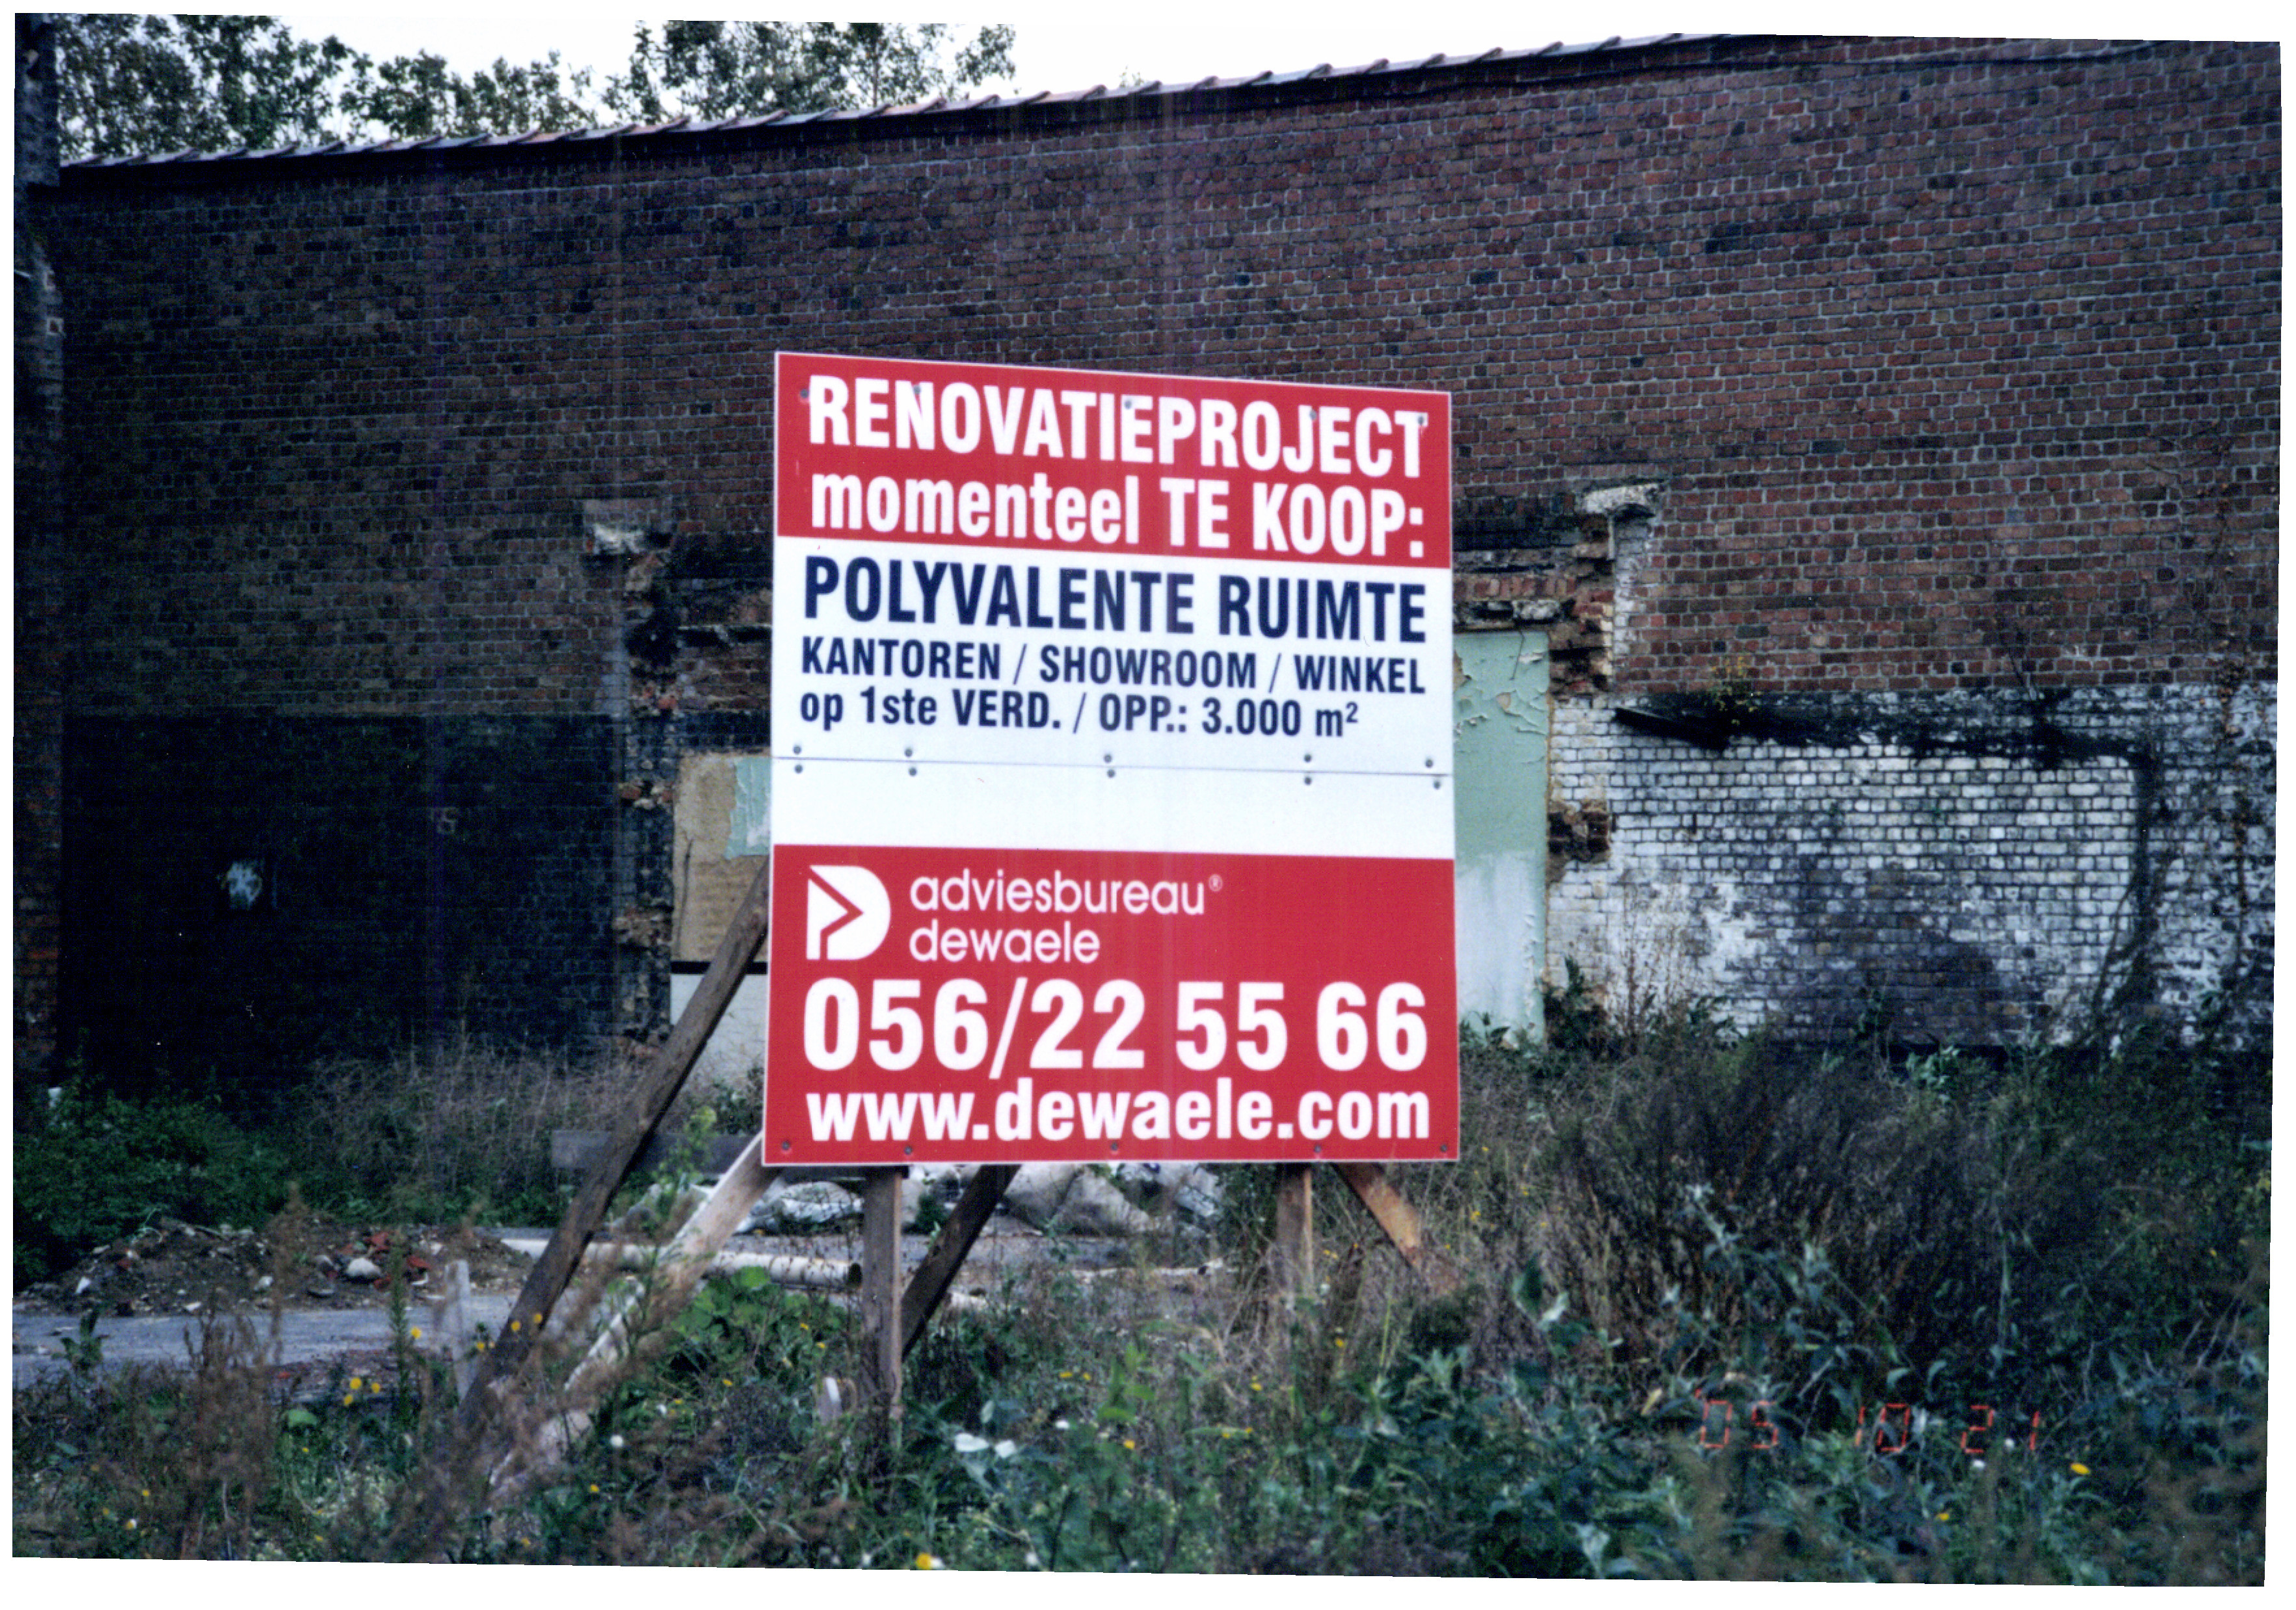 RENOVATIEPROJECT
momenteel TE KOOP:
POLYVALENTE RUIMTE
KANTOREN / SHOWROOM / WINKEL
op 1ste VERD. / OPP.: 3.000 m²
adviesbureau®
dewaele
056/22 55 66
www.dewaele.com
'05 10 21